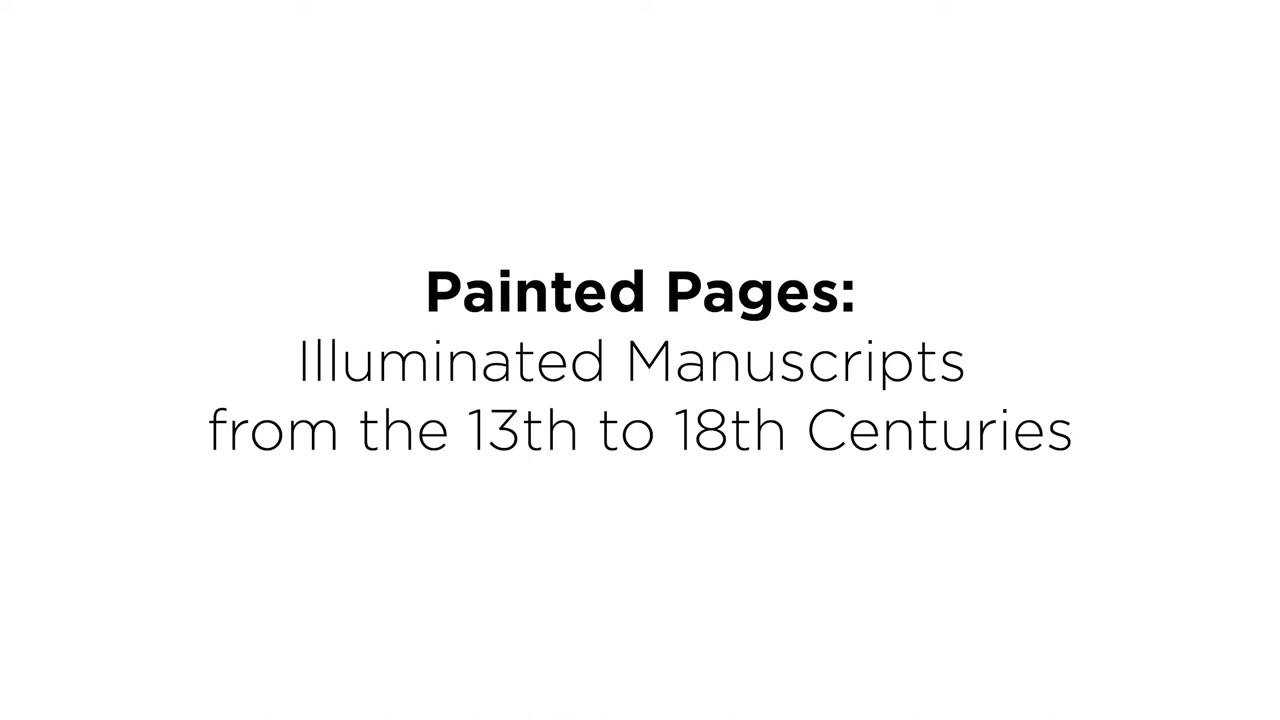 Painted Pages:
Illuminated Manuscripts
from the 13th to 18th Centuries